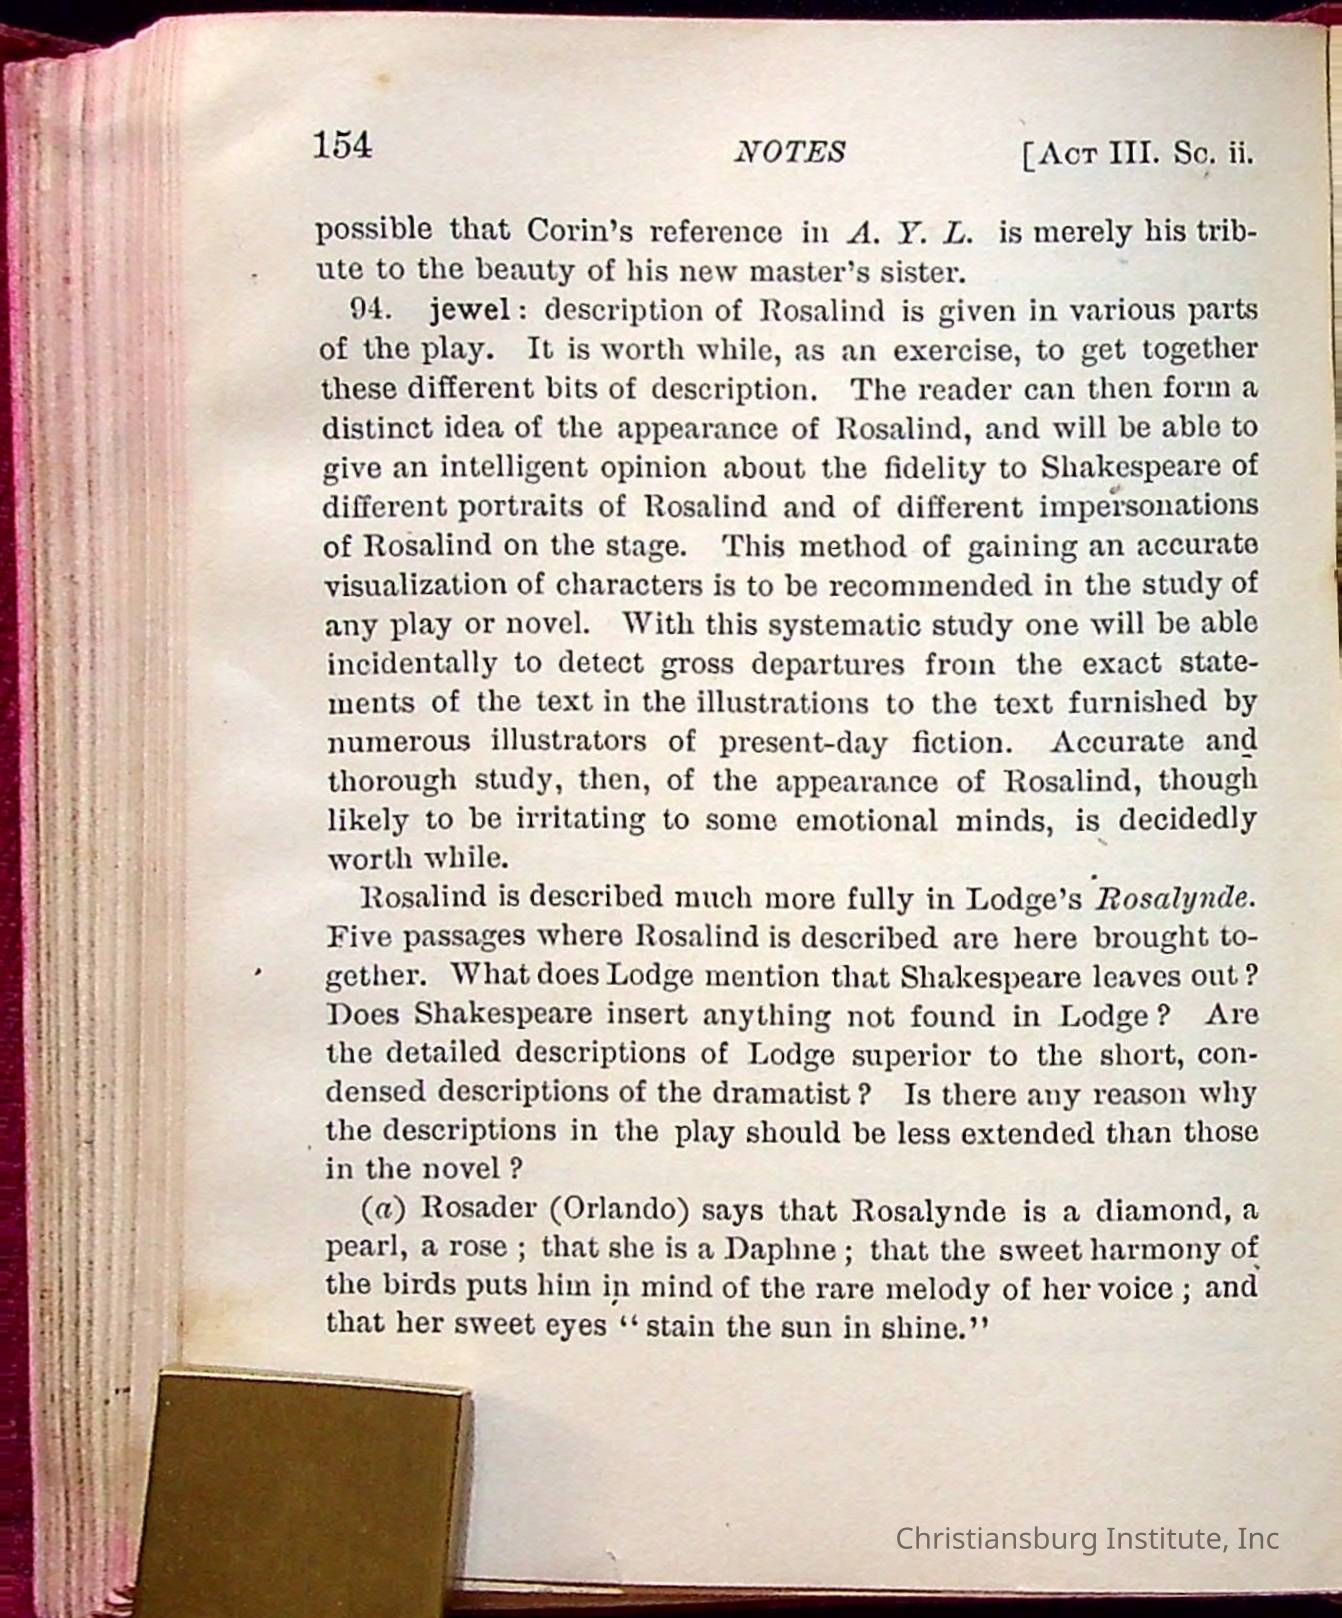 154 NOTES [ACT III. Sc. ii.
possible that Corin's reference in A. Y. L. is merely his trib-
ute to the beauty of his new master's sister.
94. jewel: description of Rosalind is given in various parts
of the play. It is worth while, as an exercise, to get together
these different bits of description. The reader can then form a
distinct idea of the appearance of Rosalind, and will be able to
give an intelligent opinion about the fidelity to Shakespeare of
different portraits of Rosalind and of different impersonations
of Rosalind on the stage. This method of gaining an accurate
visualization of characters is to be recommended in the study of
any play or novel. With this systematic study one will be able
incidentally to detect gross departures from the exact state-
ments of the text in the illustrations to the text furnished by
numerous illustrators of present-day fiction. Accurate and
thorough study, then, of the appearance of Rosalind, though
likely to be irritating to some emotional minds, is decidedly
worth while.
Rosalind is described much more fully in Lodge's Rosalynde.
Five passages where Rosalind is described are here brought to-
gether. What does Lodge mention that Shakespeare leaves out?
Does Shakespeare insert anything not found in Lodge? Are
the detailed descriptions of Lodge superior to the short, con-
densed descriptions of the dramatist? Is there any reason why
the descriptions in the play should be less extended than those
in the novel?
(a) Rosader (Orlando) says that Rosalynde is a diamond, a
pearl, a rose; that she is a Daphne; that the sweet harmony of
the birds puts him in mind of the rare melody of her voice; and
that her sweet eyes "stain the sun in shine."
Christiansburg Institute, Inc